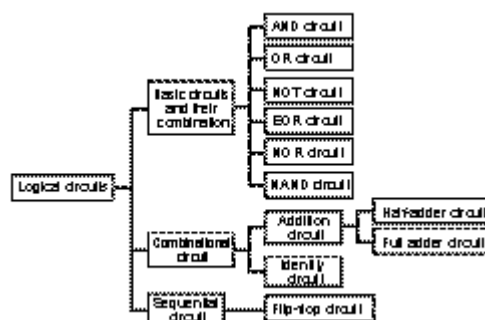 Logical circuits
Basic circuits
and their
combination
AND circuit
OR circuit
NOT circuit
EOR circuit
NOR circuit
NAND circuit
Combinational
circuit
Addition
circuit
Half-adder circuit
Full adder circuit
Identity
circuit
Sequential
circuit
Flip-flop circuit